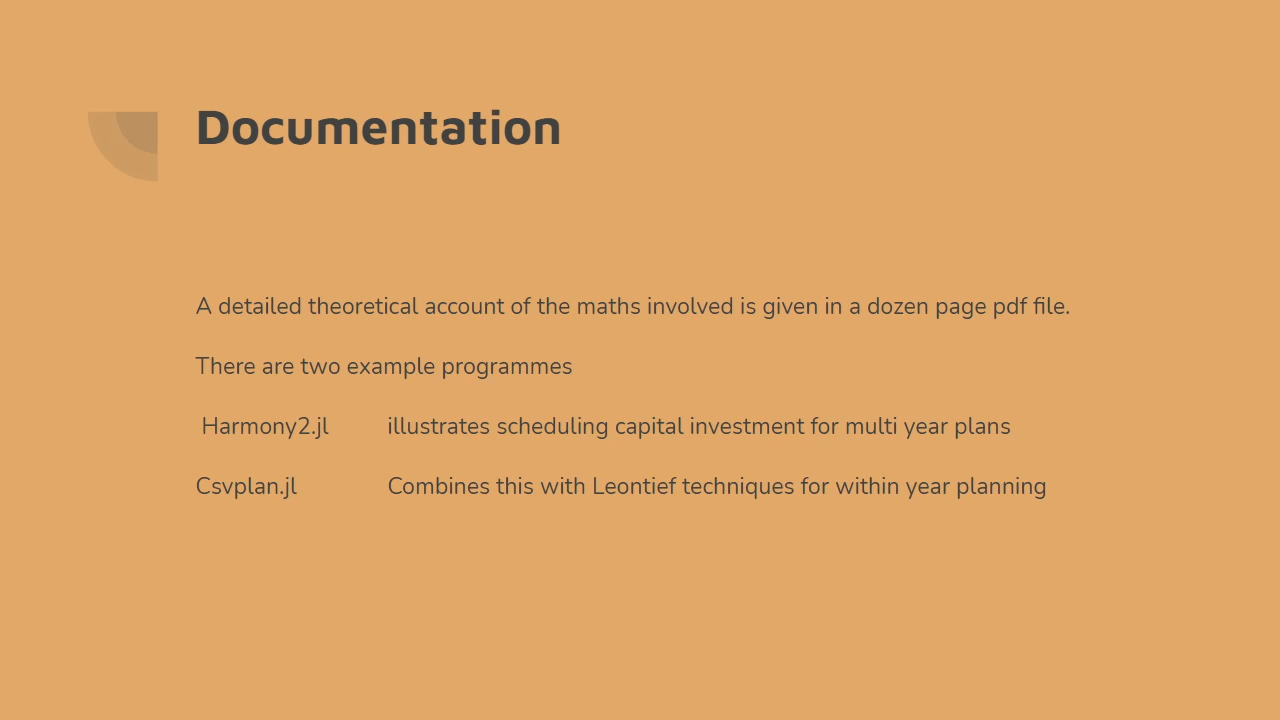 Documentation
A detailed theoretical account of the maths involved is given in a dozen page pdf file.
There are two example programmes
Harmony2.jl illustrates scheduling capital investment for multi year plans
Csvplan.jl Combines this with Leontief techniques for within year planning